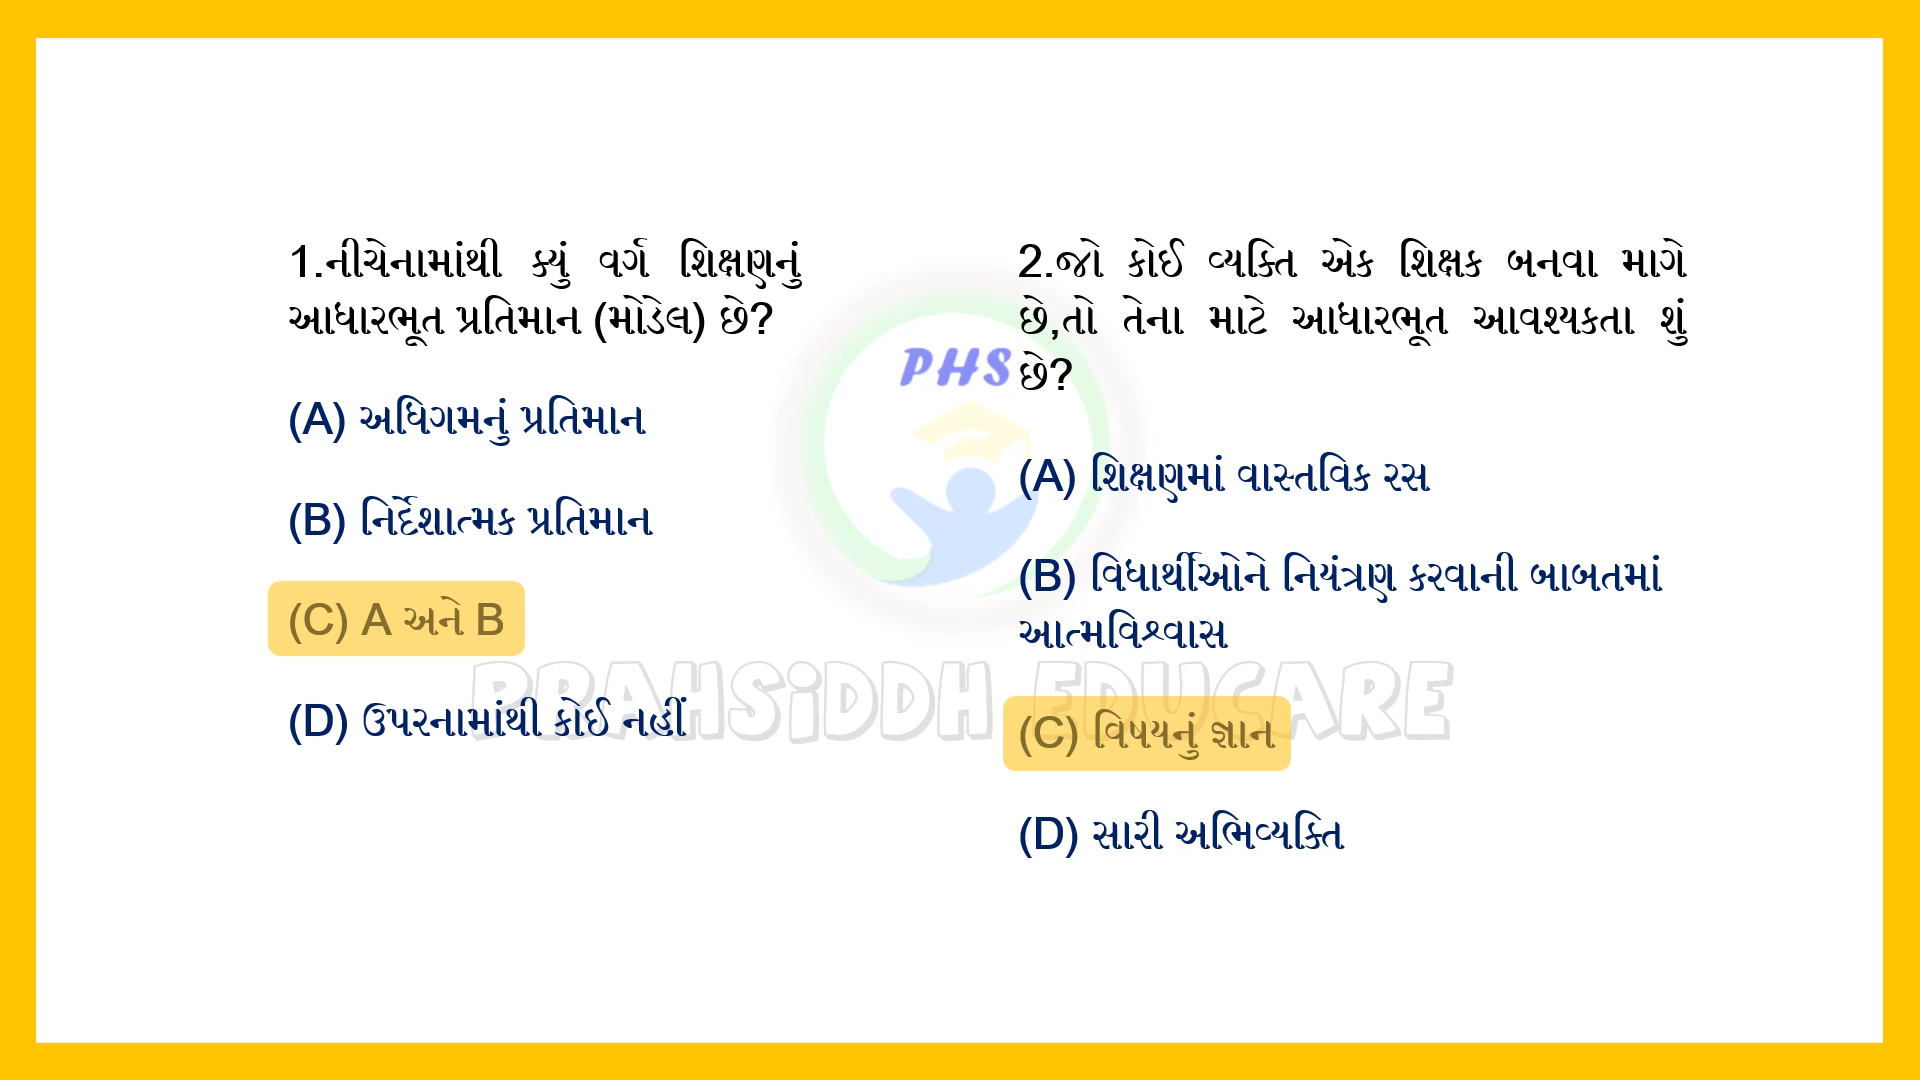 1.નીચેનામાંથી ક્યું વર્ગ શિક્ષણનું
આધારભૂત પ્રતિમાન (મોડેલ) છે?
(A) અધિગમનું પ્રતિમાન
(B) નિર્દેશાત્મક પ્રતિમાન
(C) A અને B
(D) ઉપરનામાંથી કોઈ નહીં
2.જો કોઈ વ્યક્તિ એક શિક્ષક બનવા માગે
છે,તો તેના માટે આધારભૂત આવશ્યકતા શું
છે?
(A) શિક્ષણમાં વાસ્તવિક રસ
(B) વિધાર્થીઓને નિયંત્રણ કરવાની બાબતમાં
આત્મવિશ્વાસ
(C) વિષયનું જ્ઞાન
(D) સારી અભિવ્યક્તિ
PHS
PRAHSiDDH EDUCARE